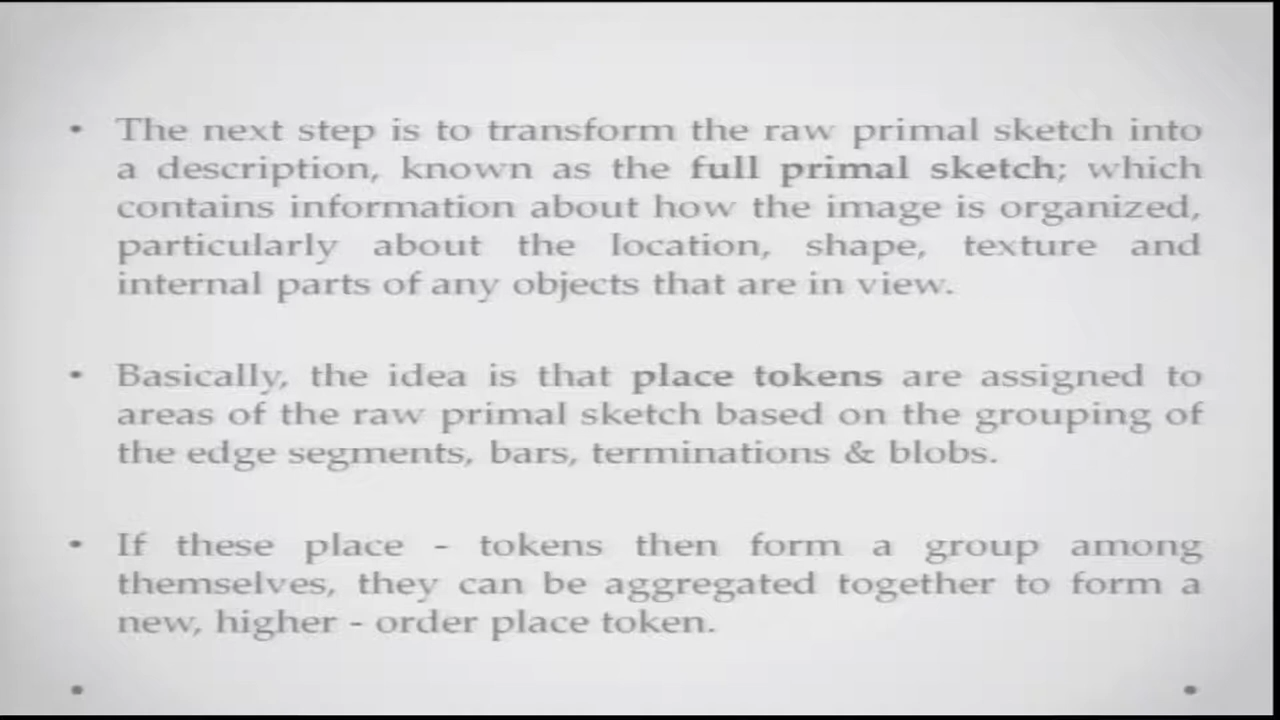 • The next step is to transform the raw primal sketch into
a description, known as the full primal sketch; which
contains information about how the image is organized,
particularly about the location, shape, texture and
internal parts of any objects that are in view.
• Basically, the idea is that place tokens are assigned to
areas of the raw primal sketch based on the grouping of
the edge segments, bars, terminations & blobs.
• If these place - tokens then form a group among
themselves, they can be aggregated together to form a
new, higher - order place token.